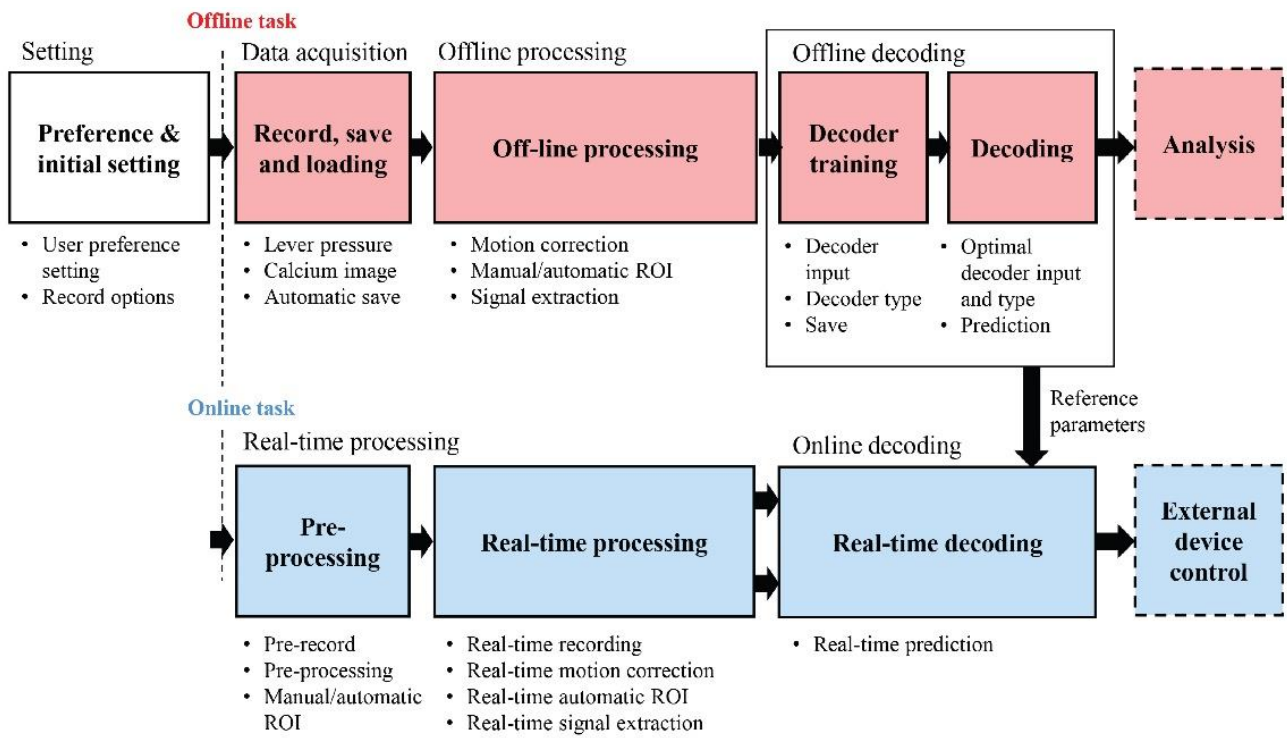 Offline task
Setting
Data acquisition
Offline processing
Offline decoding
Preference &
initial setting
Record, save
and loading
Off-line processing
Decoder
training
Decoding
Analysis
• User preference
setting
• Record options
• Lever pressure
• Calcium image
• Automatic save
• Motion correction
• Manual/automatic ROI
• Signal extraction
• Decoder
input
• Decoder type
• Save
• Optimal
decoder input
and type
• Prediction
Reference
parameters
Online task
Real-time processing
Online decoding
Pre-
processing
Real-time processing
Real-time decoding
External
device
control
• Pre-record
• Pre-processing
• Manual/automatic
ROI
• Real-time recording
• Real-time motion correction
• Real-time automatic ROI
• Real-time signal extraction
• Real-time prediction